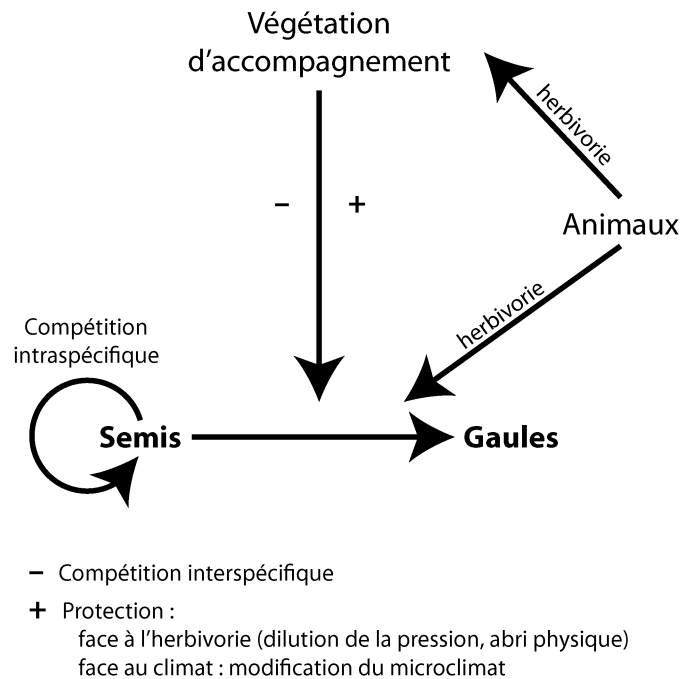 Végétation
d'accompagnement
herbivorie
– +
Animaux
herbivorie
Compétition
intraspécifique
Semis Gaules
– Compétition interspécifique
+ Protection :
face à l'herbivorie (dilution de la pression, abri physique)
face au climat : modification du microclimat